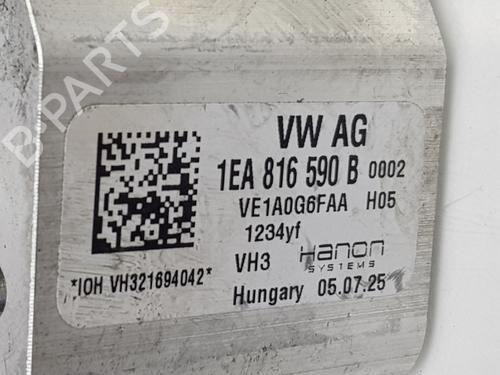 B-PARTS
VW AG
1EA 816 590 B 0002
VE1A0G6FAA H05
1234yf
VH3 Hanon
SYSTEMS
*IOH VH321694042*
Hungary 05.07.25